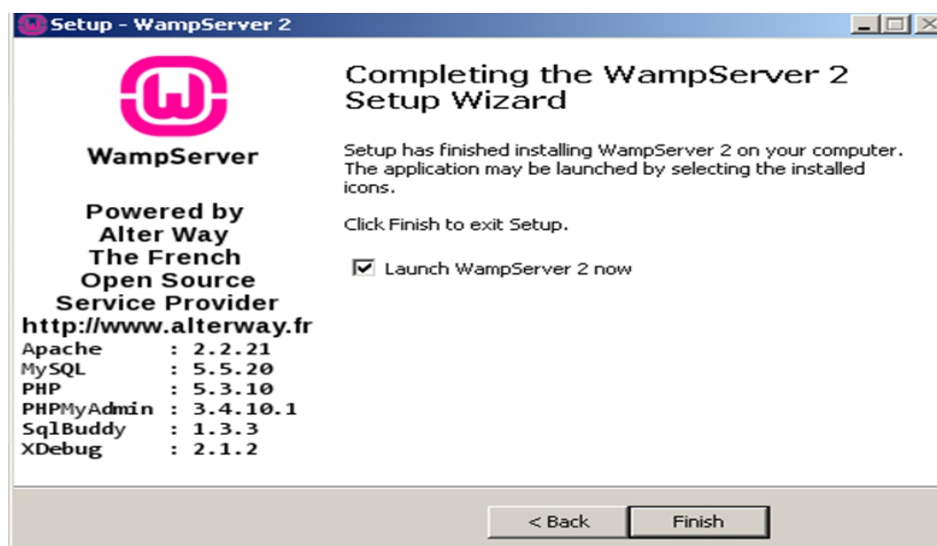 Setup - WampServer 2
WampServer
Powered by
Alter Way
The French
Open Source
Service Provider
http://www.alterway.fr
Apache : 2.2.21
MySQL : 5.5.20
PHP : 5.3.10
PHPMyAdmin : 3.4.10.1
SqlBuddy : 1.3.3
XDebug : 2.1.2
Completing the WampServer 2
Setup Wizard
Setup has finished installing WampServer 2 on your computer.
The application may be launched by selecting the installed
icons.
Click Finish to exit Setup.
Launch WampServer 2 now
< Back
Finish